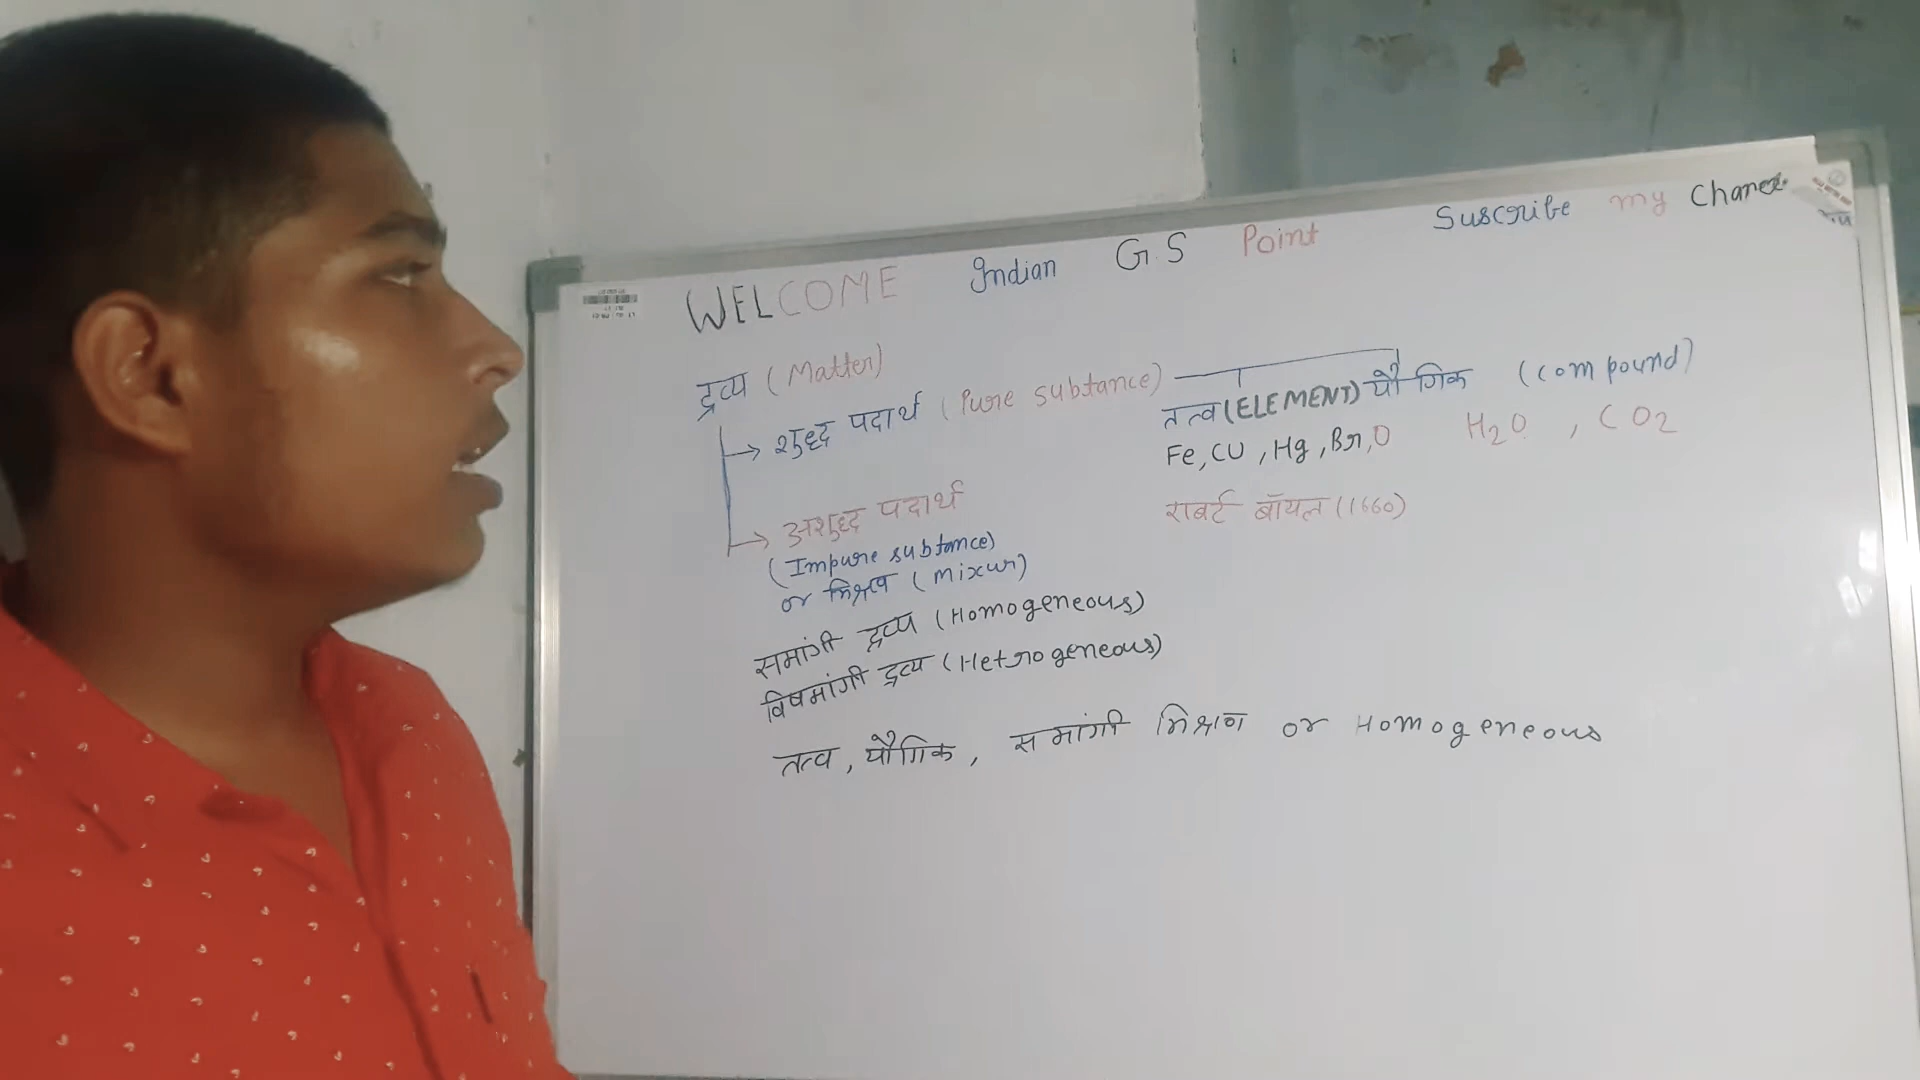 WELCOME Indian G.S Point Suscribe my Chanel
द्रव्य (Matter)
शुद्ध पदार्थ (Pure subtance)
तत्व (ELEMENT) यौगिक (compound)
Fe, CU, Hg, Br, O H2O, CO2
अशुद्ध पदार्थ
राबर्ट बॉयल (1660)
(Impure subtance)
or मिश्रण (mixur)
समांगी द्रव्य (Homogeneous)
विषमांगी द्रव्य (Hetrogeneous)
तत्व, यौगिक, समांगी मिश्रण or Homogeneous